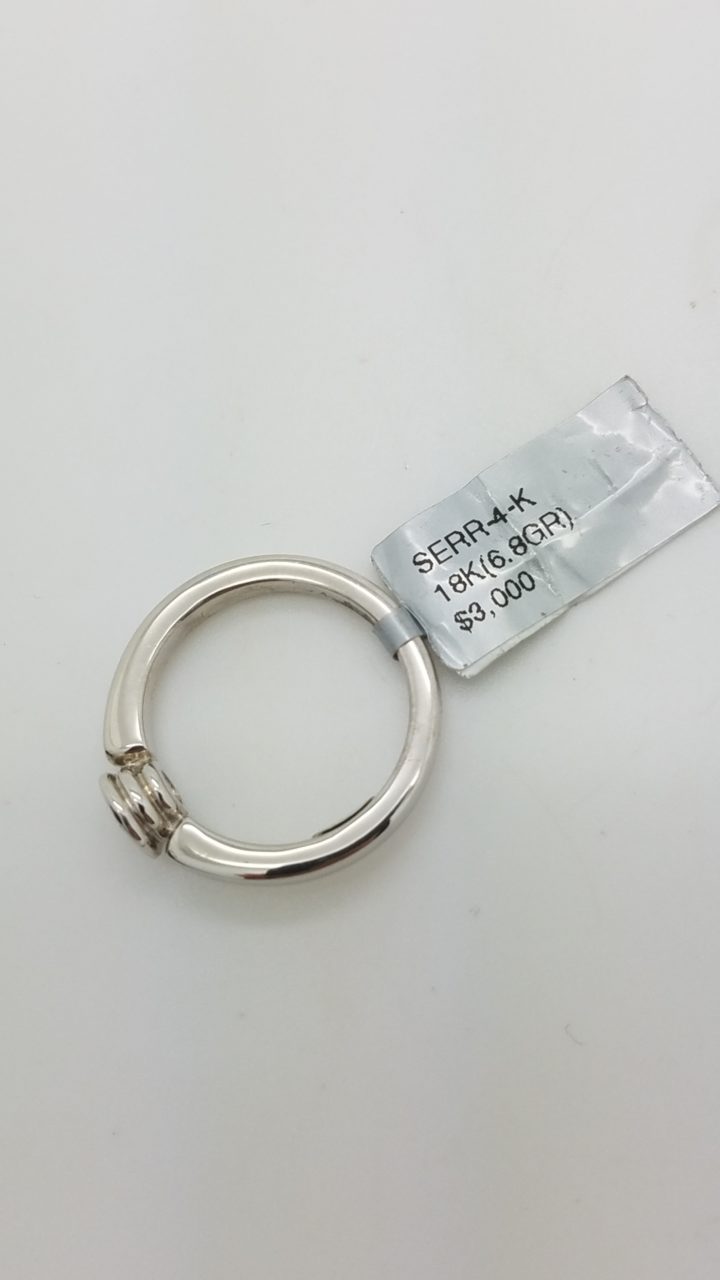 SERR-4-K
18K(6.8GR)
$3,000